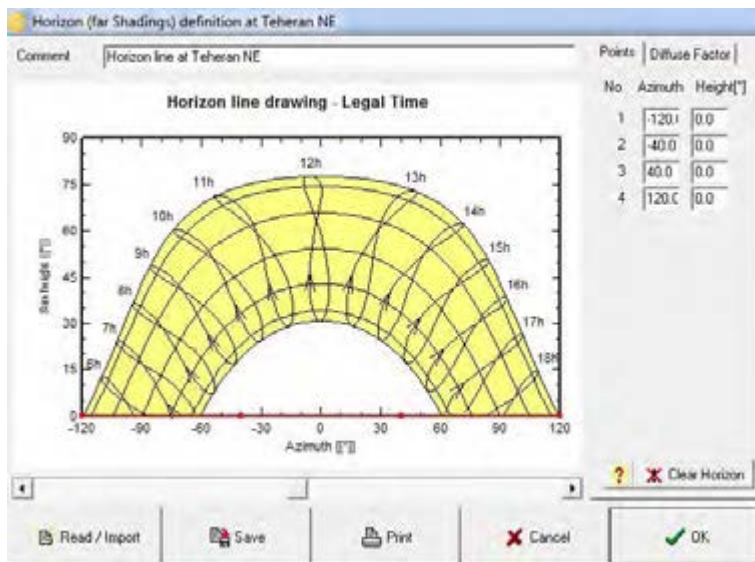 Horizon (far Shadings) definition at Teheran NE
Comment Horizon line at Teheran NE
Points Diffuse Factor
No Azimuth Height[°]
1 -120.0 0.0
2 -40.0 0.0
3 40.0 0.0
4 120.0 0.0
Horizon line drawing - Legal Time
90
75
60
45
30
15
0
Sun height [[°]]
6h
7h
8h
9h
10h
11h
12h
13h
14h
15h
16h
17h
18h
-120 -90 -60 -30 0 30 60 90 120
Azimuth [[°]]
? Clear Horizon
Read / Import Save Print Cancel OK